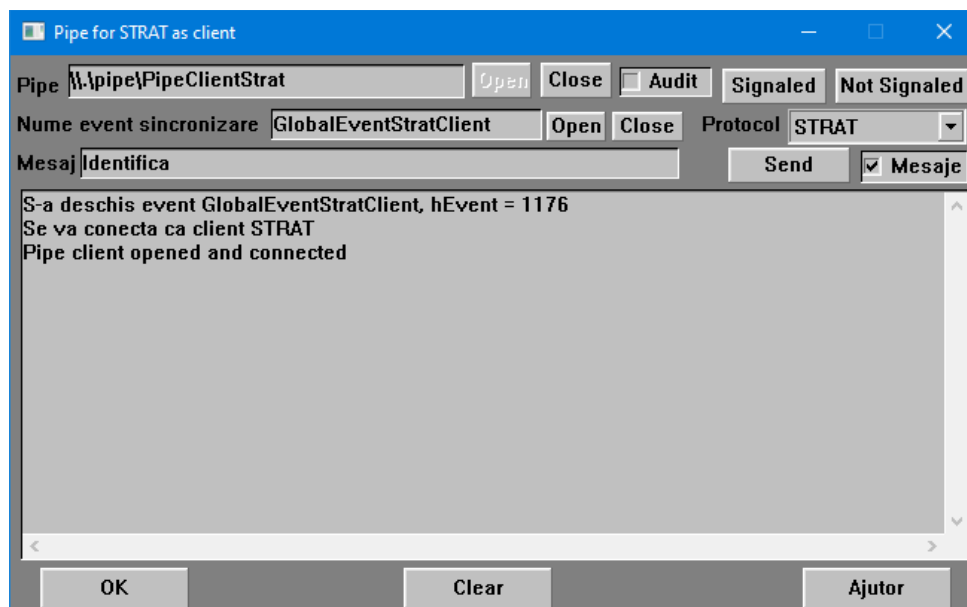 Pipe for STRAT as client
Pipe \\.\pipe\PipeClientStrat Open Close Audit Signaled Not Signaled
Nume event sincronizare GlobalEventStratClient Open Close Protocol STRAT
Mesaj Identifica Send Mesaje
S-a deschis event GlobalEventStratClient, hEvent = 1176
Se va conecta ca client STRAT
Pipe client opened and connected
OK Clear Ajutor